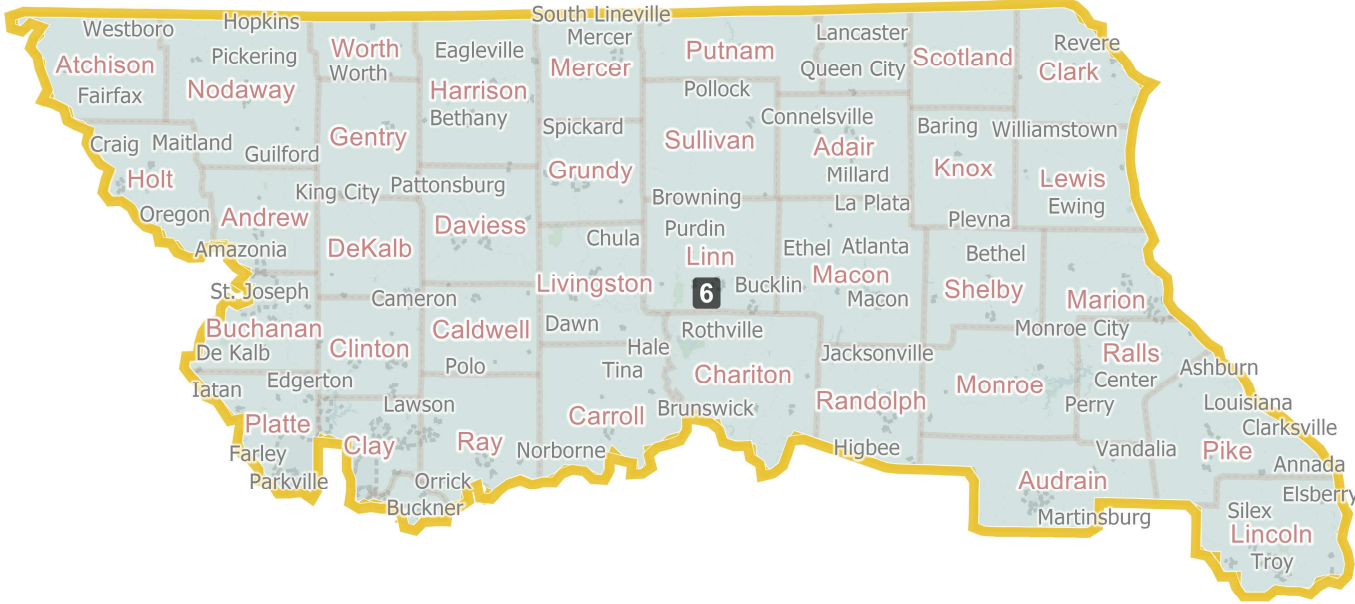 South Lineville
Hopkins
Westboro
Mercer
Lancaster
Revere
Worth
Eagleville
Putnam
Scotland
Pickering
Atchison
Mercer
Queen City
Clark
Worth
Nodaway
Harrison
Pollock
Fairfax
Bethany
Connelsville
Spickard
Baring
Williamstown
Gentry
Sullivan
Adair
Craig
Maitland
Guilford
Grundy
Knox
Holt
Millard
Lewis
King City
Pattonsburg
Browning
La Plata
Ewing
Oregon
Andrew
Daviess
Purdin
Plevna
Chula
Amazonia
DeKalb
Linn
Ethel
Atlanta
Bethel
Macon
St. Joseph
Livingston
6
Bucklin
Shelby
Cameron
Macon
Marion
Buchanan
Caldwell
Dawn
Rothville
Monroe City
De Kalb
Clinton
Hale
Jacksonville
Ralls
Polo
Tina
Ashburn
Iatan
Edgerton
Chariton
Monroe
Center
Lawson
Brunswick
Randolph
Perry
Louisiana
Platte
Carroll
Clarksville
Farley
Clay
Ray
Norborne
Higbee
Vandalia
Pike
Annada
Parkville
Orrick
Audrain
Elsberry
Buckner
Martinsburg
Silex
Lincoln
Troy